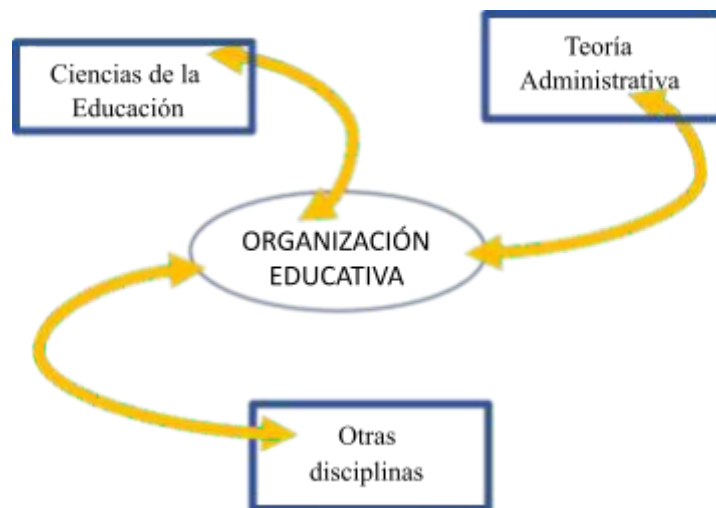 Ciencias de la
Educación
Teoría
Administrativa
ORGANIZACIÓN
EDUCATIVA
Otras
disciplinas